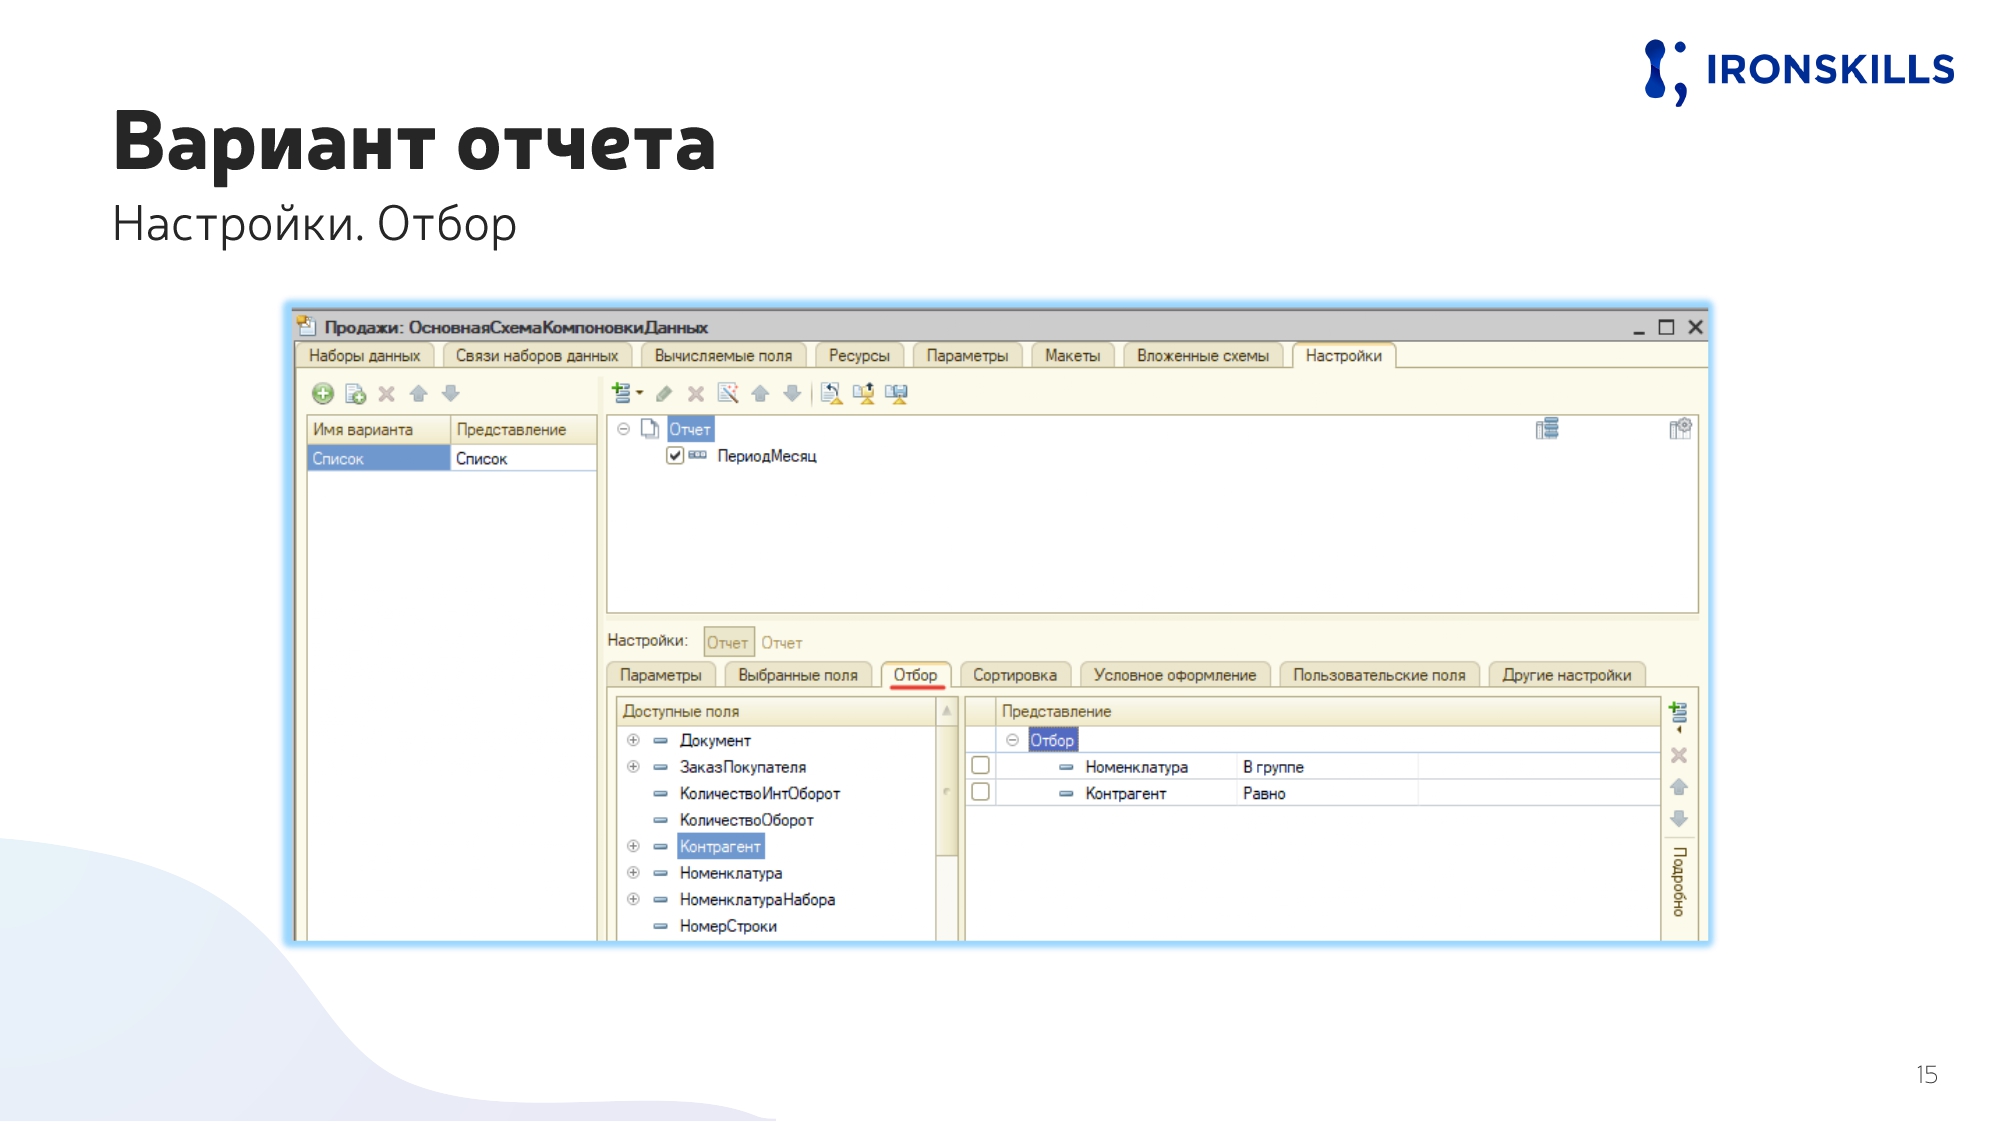 IRONSKILLS
Вариант отчета
Настройки. Отбор
Продажи: ОсновнаяСхемаКомпоновкиДанных
Наборы данных Связи наборов данных Вычисляемые поля Ресурсы Параметры Макеты Вложенные схемы Настройки
Имя варианта Представление
Список Список
Отчет
ПериодМесяц
Настройки: Отчет Отчет
Параметры Выбранные поля Отбор Сортировка Условное оформление Пользовательские поля Другие настройки
Доступные поля
Документ
ЗаказПокупателя
КоличествоИнтОборот
КоличествоОборот
Контрагент
Номенклатура
НоменклатураНабора
НомерСтроки
Представление
Отбор
Номенклатура В группе
Контрагент Равно
Подробно
15